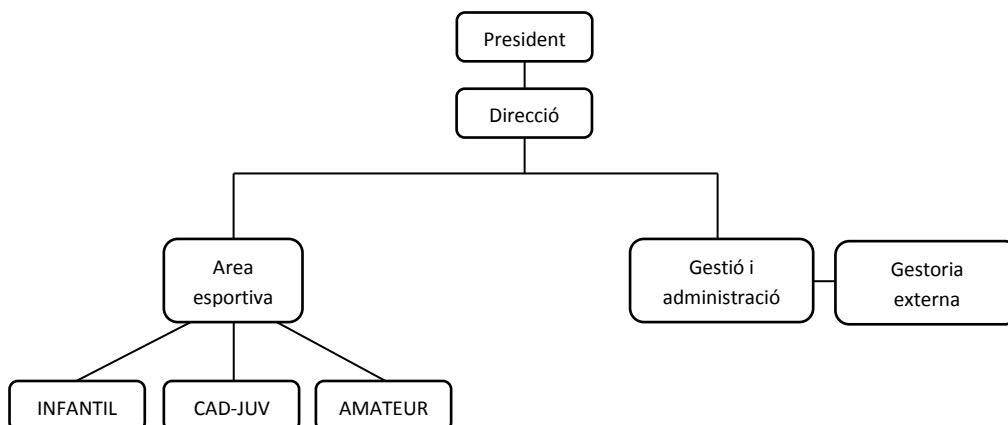 President
Direcció
Area
esportiva
Gestió i
administració
Gestoria
externa
INFANTIL
CAD-JUV
AMATEUR